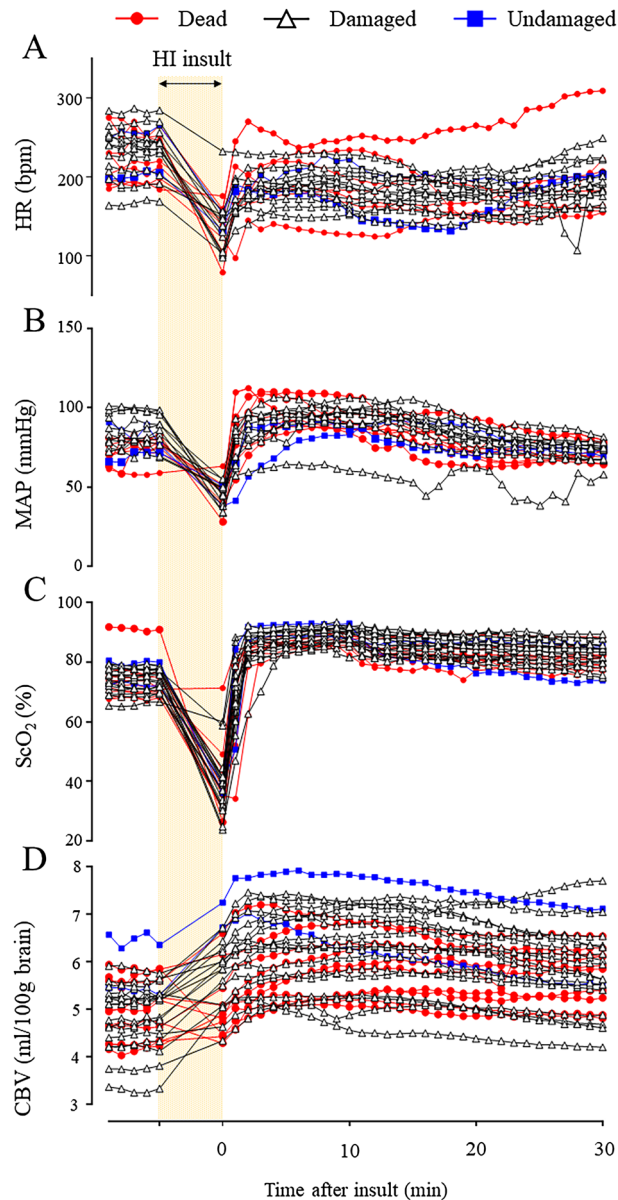 Dead Damaged Undamaged
A
HI insult
HR (bpm)
300
200
100
B
MAP (mmHg)
150
100
50
0
C
ScO₂ (%)
100
80
60
40
20
D
CBV (ml/100g brain)
8
7
6
5
4
3
0 10 20 30
Time after insult (min)